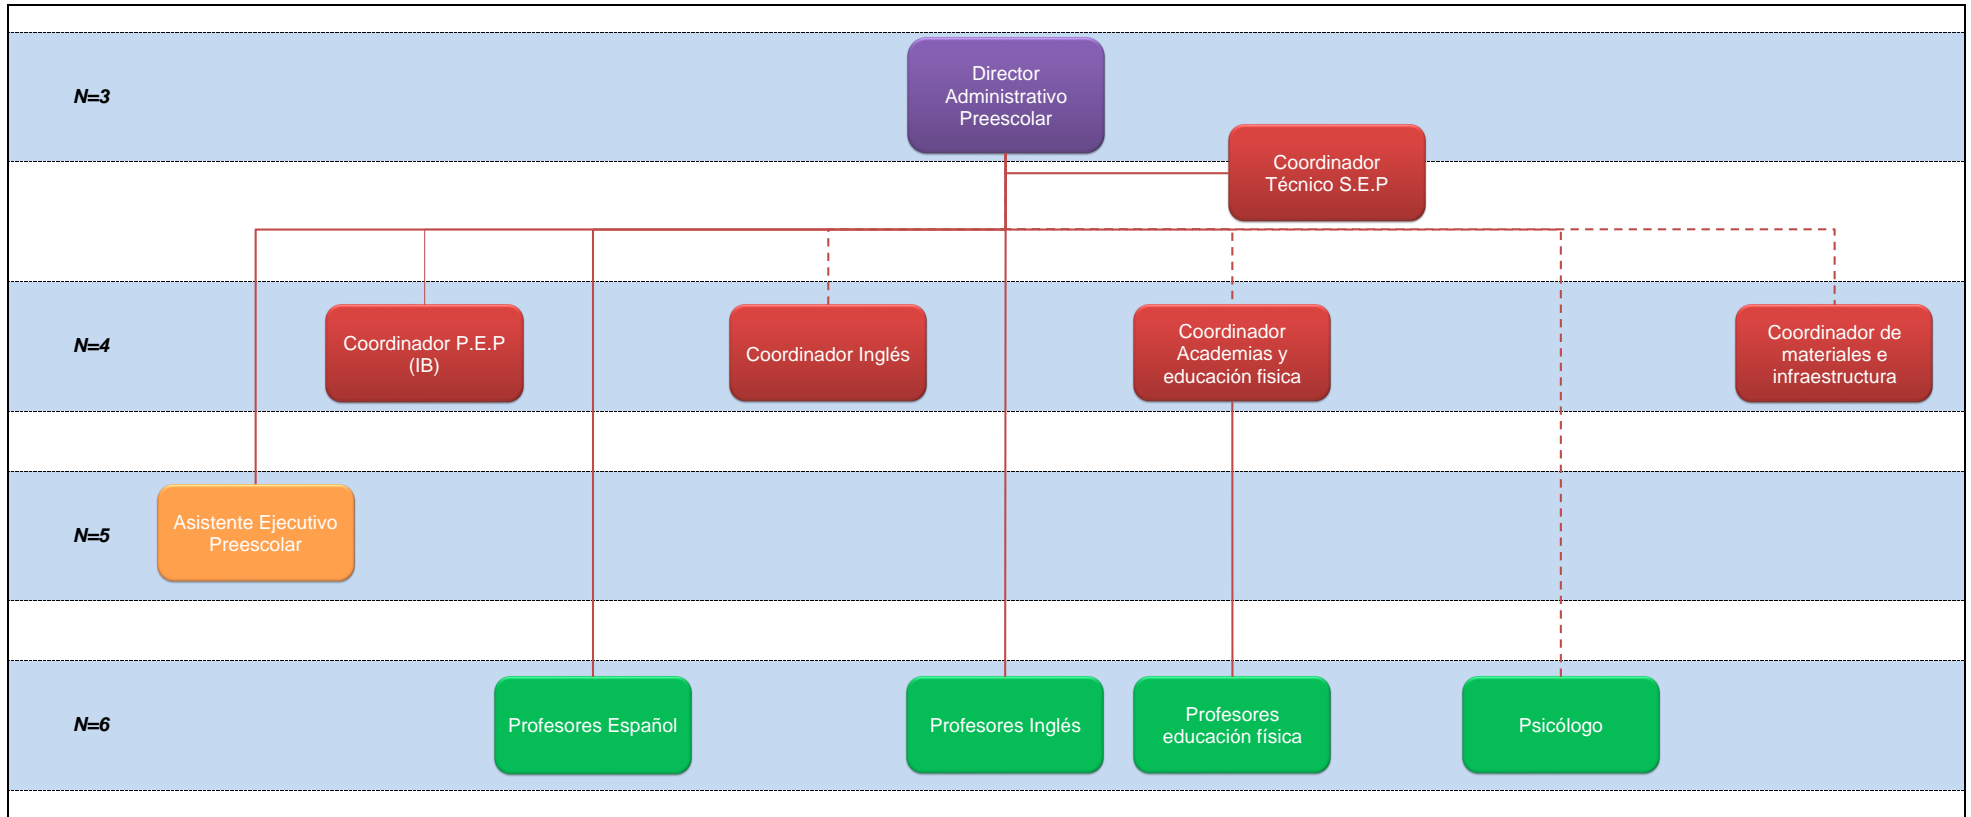 N=3
Director
Administrativo
Preescolar
Coordinador
Técnico S.E.P
N=4
Coordinador P.E.P
(IB)
Coordinador Inglés
Coordinador
Academias y
educación fisica
Coordinador de
materiales e
infraestructura
N=5
Asistente Ejecutivo
Preescolar
N=6
Profesores Español
Profesores Inglés
Profesores
educación física
Psicólogo